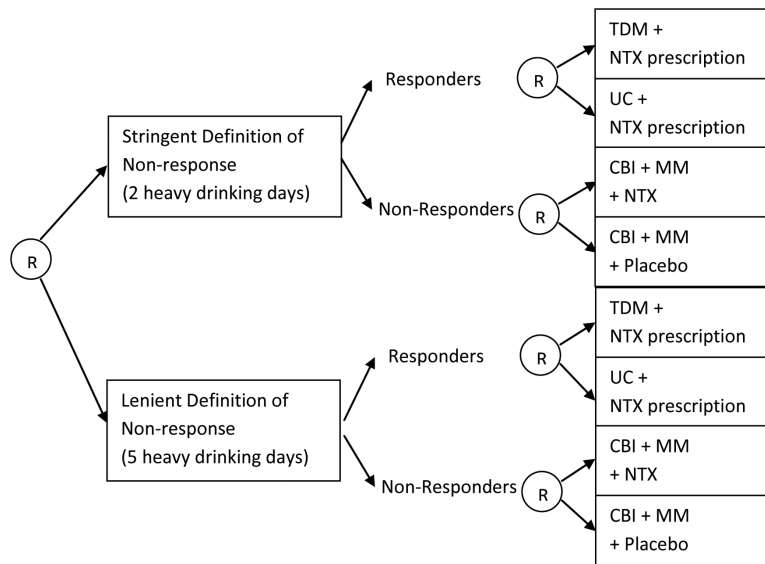 R
Stringent Definition of
Non-response
(2 heavy drinking days)
Responders
R
TDM +
NTX prescription
UC +
NTX prescription
Non-Responders
R
CBI + MM
+ NTX
CBI + MM
+ Placebo
Lenient Definition of
Non-response
(5 heavy drinking days)
Responders
R
TDM +
NTX prescription
UC +
NTX prescription
Non-Responders
R
CBI + MM
+ NTX
CBI + MM
+ Placebo